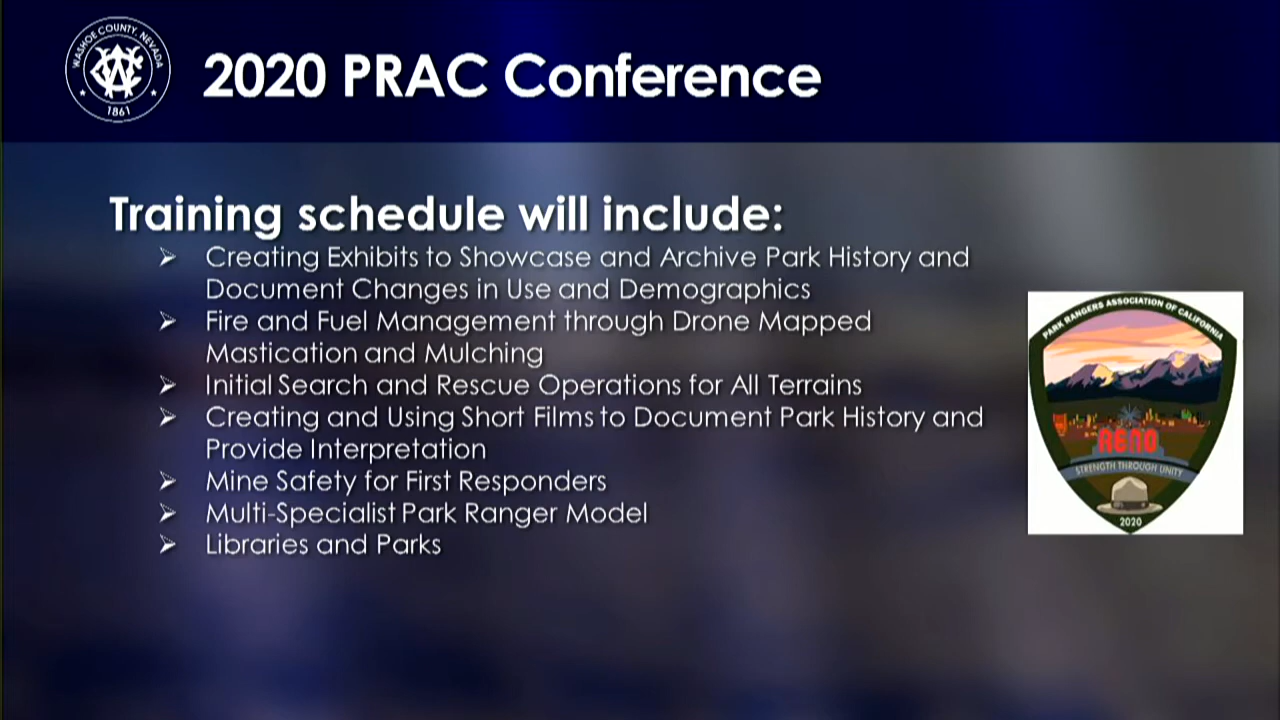 WASHOE COUNTY, NEVADA
1861
2020 PRAC Conference
Training schedule will include:
Creating Exhibits to Showcase and Archive Park History and
Document Changes in Use and Demographics
Fire and Fuel Management through Drone Mapped
Mastication and Mulching
Initial Search and Rescue Operations for All Terrains
Creating and Using Short Films to Document Park History and
Provide Interpretation
Mine Safety for First Responders
Multi-Specialist Park Ranger Model
Libraries and Parks
PARK RANGERS ASSOCIATION OF CALIFORNIA
RENO
STRENGTH THROUGH UNITY
2020